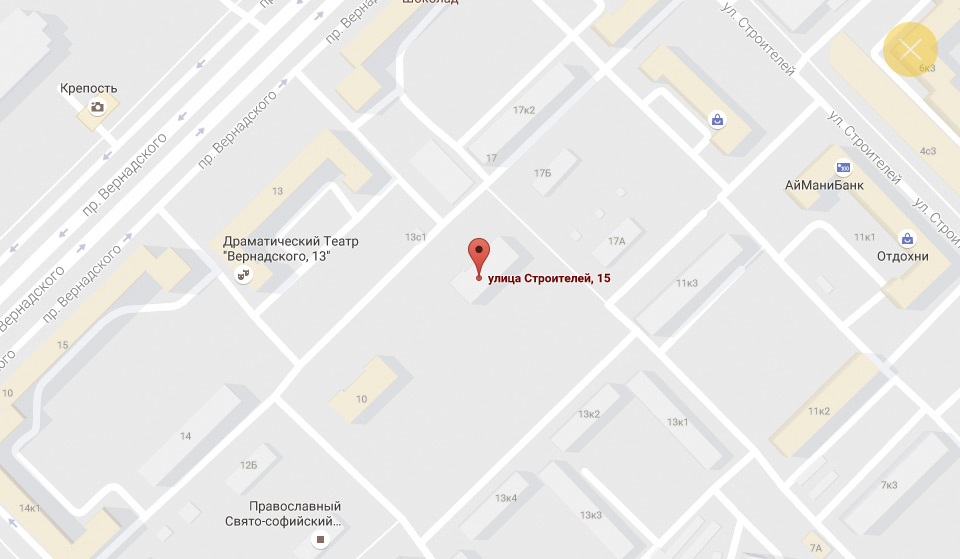 Шоколад
пр. Вернадского
ул. Строителей
6к3
Крепость
17к2
пр. Вернадского
ул. Строителей
4с3
17
17Б
АйМаниБанк
пр. Вернадского
13
ул. Строителей
13с1
17А
11к1
Драматический Театр
"Вернадского, 13"
Отдохни
улица Строителей, 15
пр. Вернадского
11к3
Вернадского
15
10
10
11к2
13к2
13к1
14
12Б
7к3
13к4
14к1
Православный
Свято-софийский...
13к3
7А